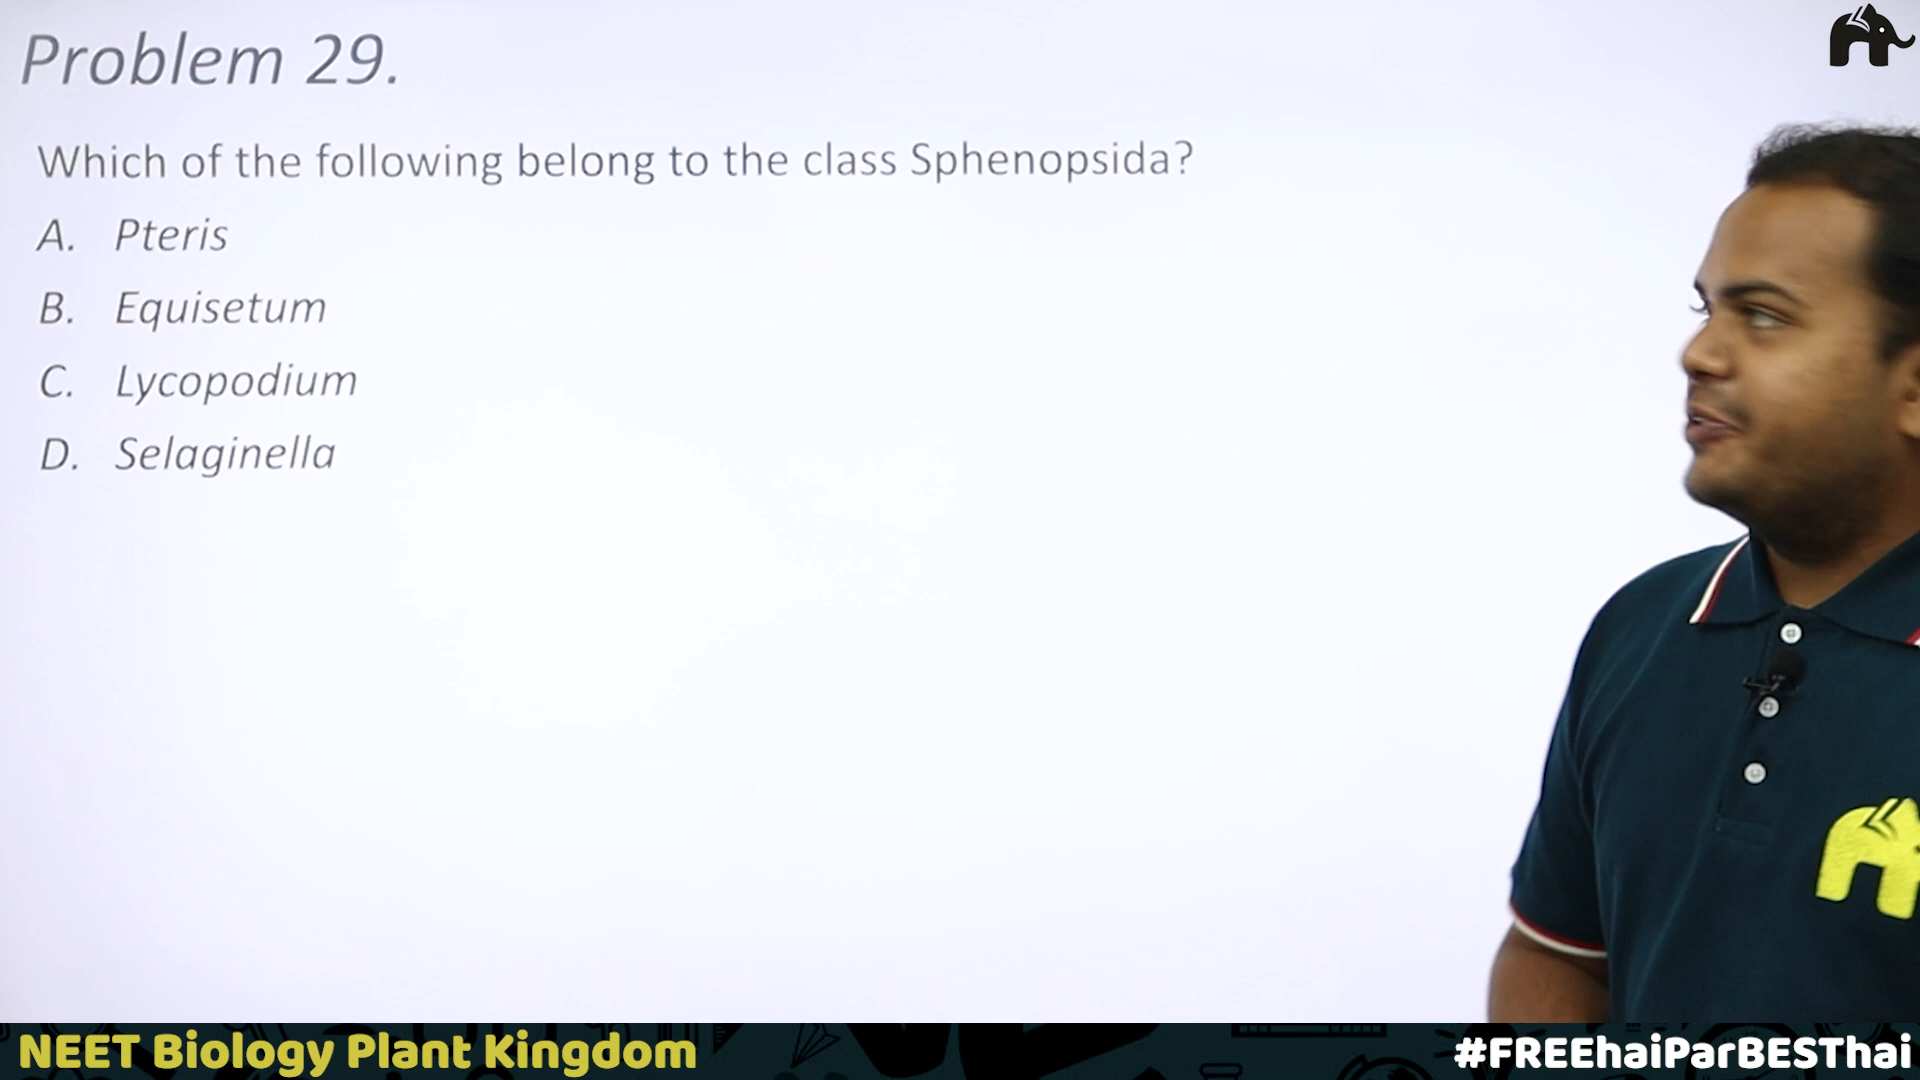 Problem 29.
Which of the following belong to the class Sphenopsida?
A. Pteris
B. Equisetum
C. Lycopodium
D. Selaginella
NEET Biology Plant Kingdom
#FREEhaiParBESThai